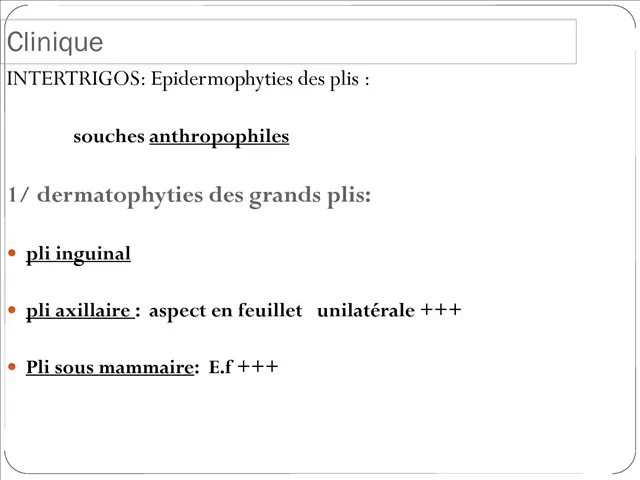 Clinique
INTERTRIGOS: Epidermophyties des plis :
souches anthropophiles
1/ dermatophyties des grands plis:
• pli inguinal
• pli axillaire : aspect en feuillet unilatérale +++
• Pli sous mammaire: E.f +++